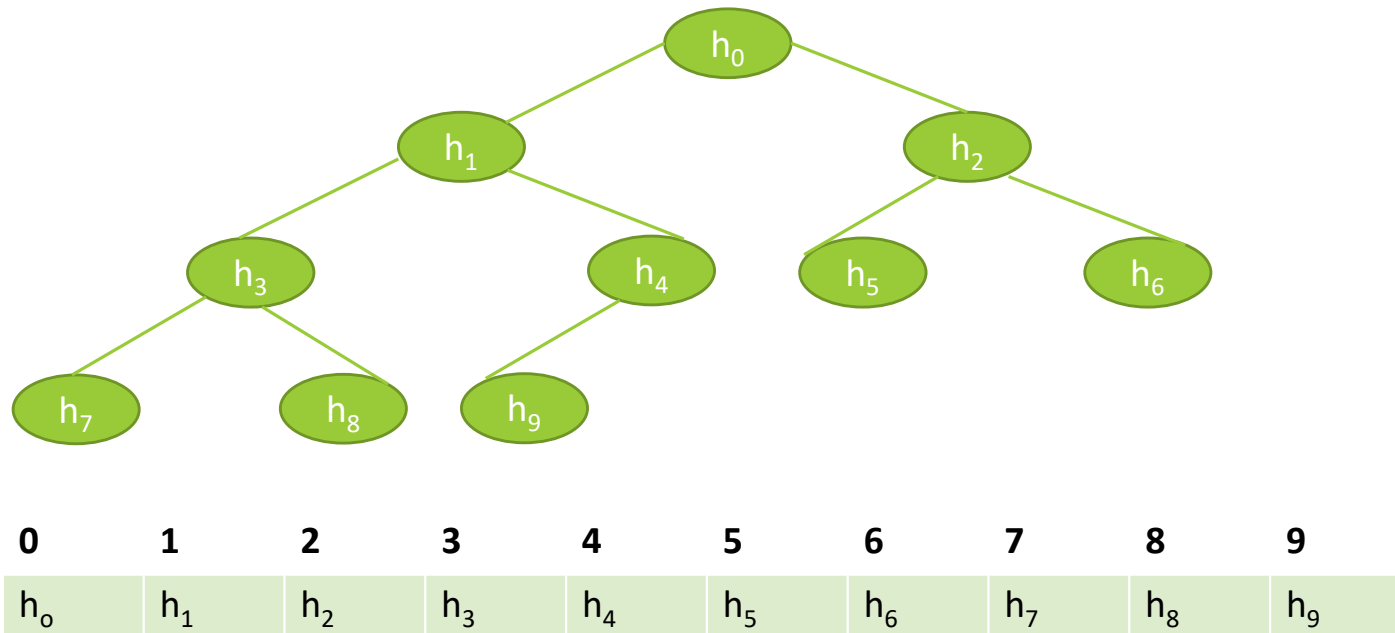 h₀
h₁ h₂
h₃ h₄ h₅ h₆
h₇ h₈ h₉
0 1 2 3 4 5 6 7 8 9
hₒ h₁ h₂ h₃ h₄ h₅ h₆ h₇ h₈ h₉